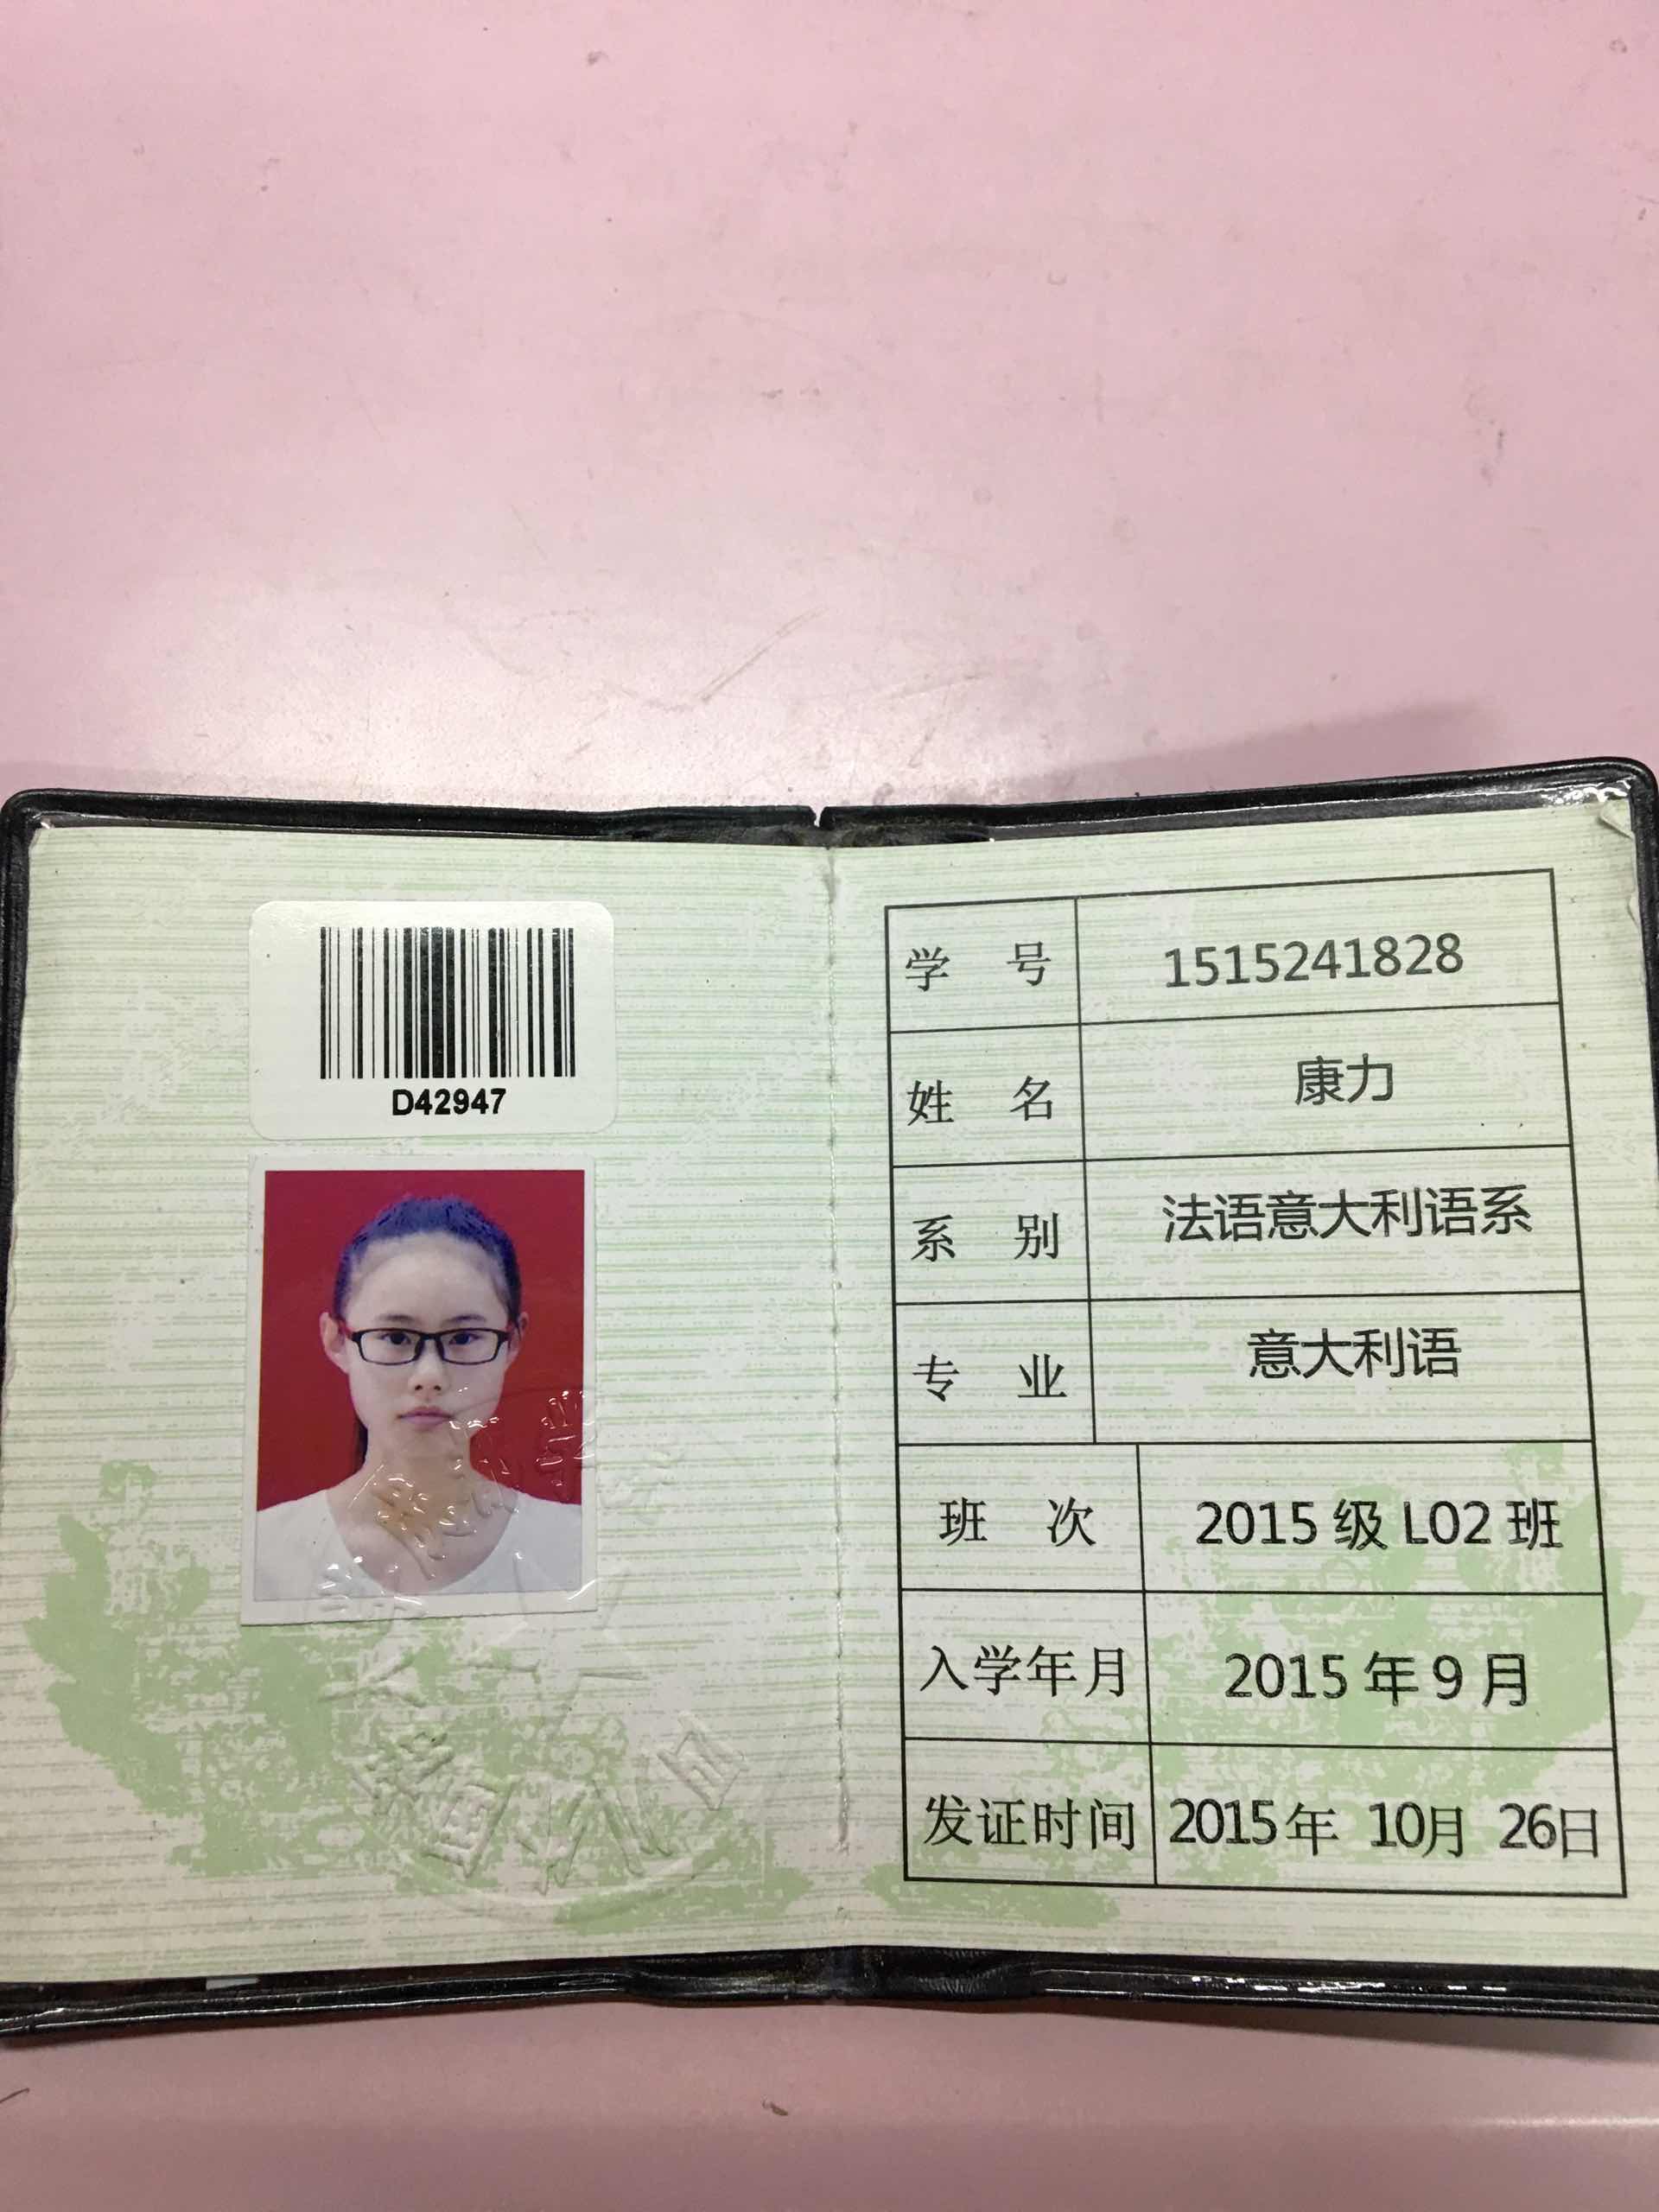 D42947
学 号 1515241828
姓 名 康力
系 别 法语意大利语系
专 业 意大利语
班 次 2015 级 L02 班
入学年月 2015 年 9 月
发证时间 2015年 10月 26日